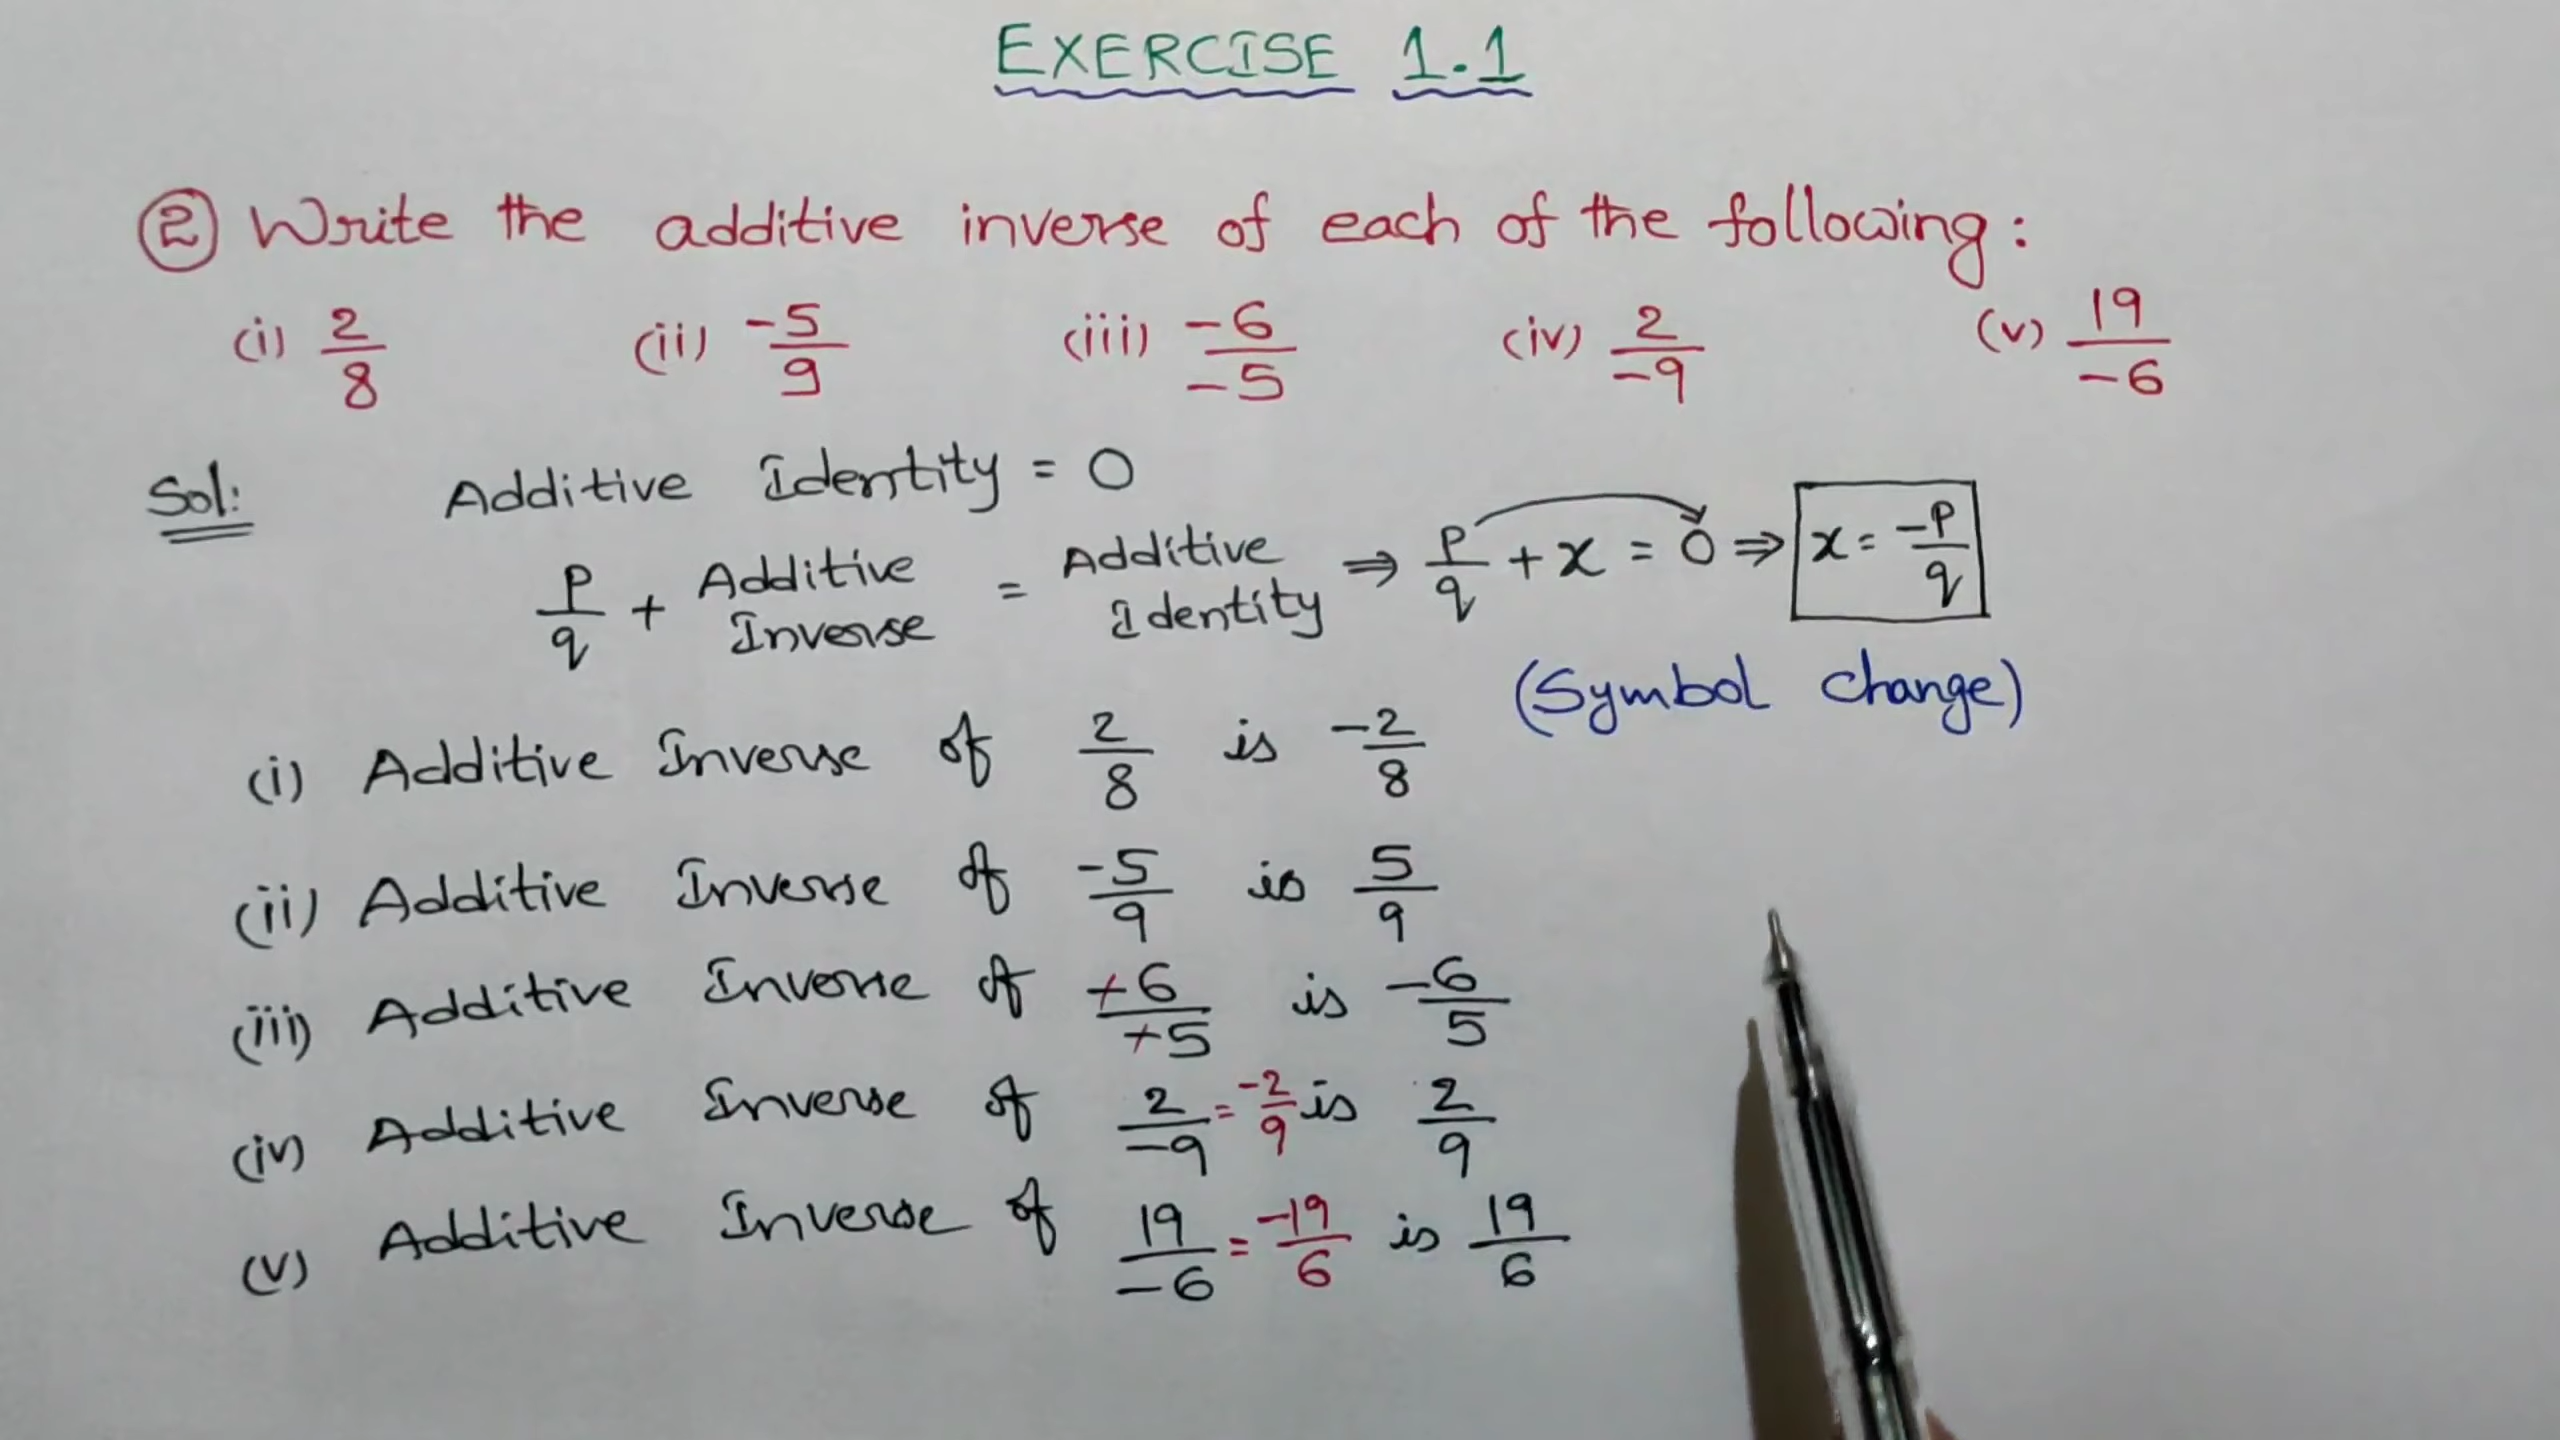 EXERCISE 1.1
② Write the additive inverse of each of the following:
(i) 2/8 (ii) -5/9 (iii) -6/-5 (iv) 2/-9 (v) 19/-6
Sol: Additive Identity = 0
p/q + Additive Inverse = Additive Identity ⇒ p/q + x = 0 ⇒ x = -p/q
(Symbol change)
(i) Additive Inverse of 2/8 is -2/8
(ii) Additive Inverse of -5/9 is 5/9
(iii) Additive Inverse of +6/+5 is -6/5
(iv) Additive Inverse of 2/-9 = -2/9 is 2/9
(v) Additive Inverse of 19/-6 = -19/6 is 19/6